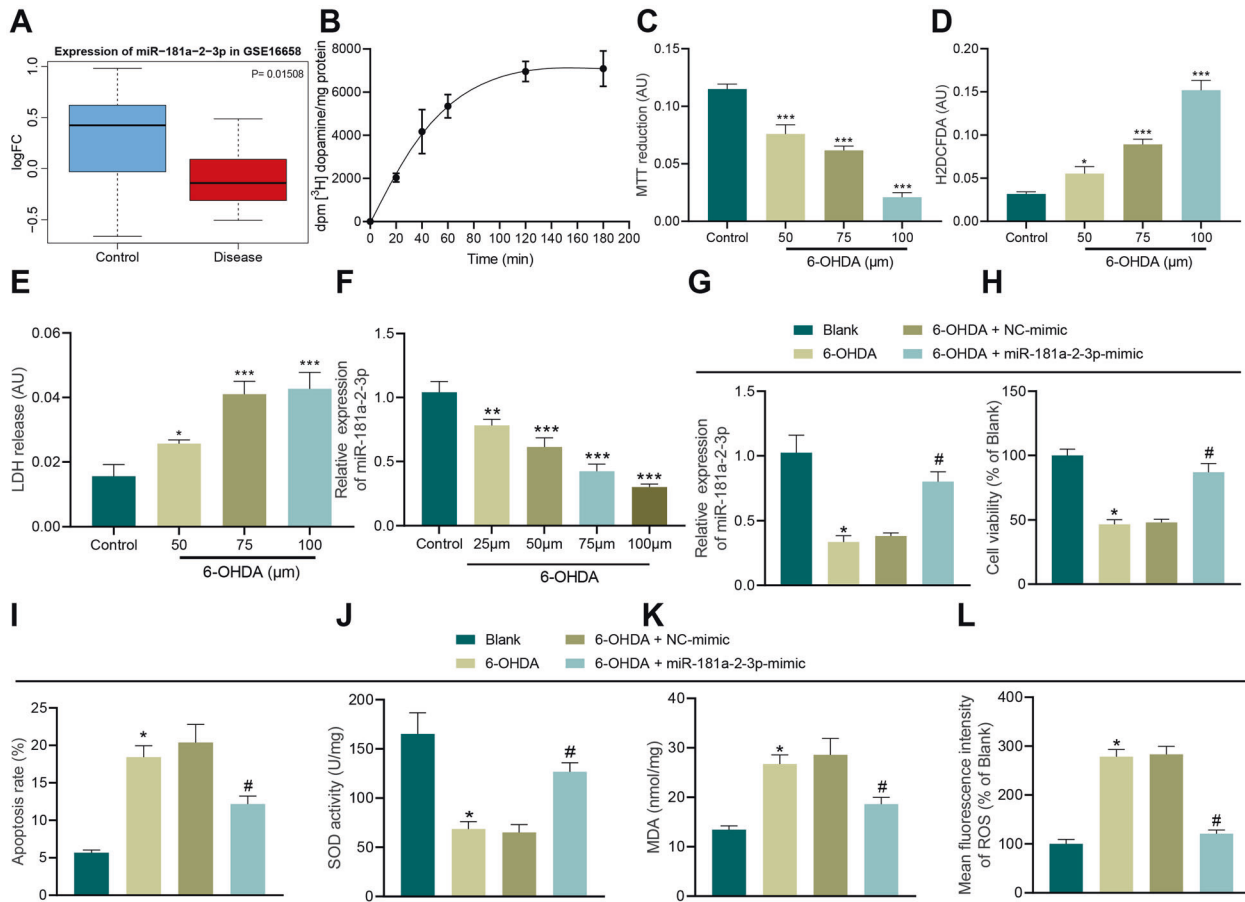 A
Expression of miR−181a−2−3p in GSE16658
P= 0.01508
logFC
1.0
0.5
0.0
−0.5
Control
Disease
B
dpm [³H] dopamine/mg protein
8000
6000
4000
2000
0
0 20 40 60 80 100 120 140 160 180 200
Time (min)
C
MTT reduction (AU)
0.15
0.10
0.05
0.00
***
***
***
Control
50
75
100
6-OHDA (μm)
D
H2DCFDA (AU)
0.20
0.15
0.10
0.05
0.00
*
***
***
Control
50
75
100
6-OHDA (μm)
E
LDH release (AU)
0.06
0.04
0.02
0.00
*
***
***
Control
50
75
100
6-OHDA (μm)
F
Relative expression
of miR-181a-2-3p
1.5
1.0
0.5
0.0
**
***
***
***
Control
25μm
50μm
75μm
100μm
6-OHDA
G
H
Blank
6-OHDA
6-OHDA + NC-mimic
6-OHDA + miR-181a-2-3p-mimic
Relative expression
of miR-181a-2-3p
1.5
1.0
0.5
0.0
*
#
Cell viability (% of Blank)
150
100
50
0
*
#
I
J
K
L
Blank
6-OHDA
6-OHDA + NC-mimic
6-OHDA + miR-181a-2-3p-mimic
Apoptosis rate (%)
25
20
15
10
5
0
*
#
SOD activity (U/mg)
200
150
100
50
0
*
#
MDA (nmol/mg)
40
30
20
10
0
*
#
Mean fluorescence intensity
of ROS (% of Blank)
400
300
200
100
0
*
#